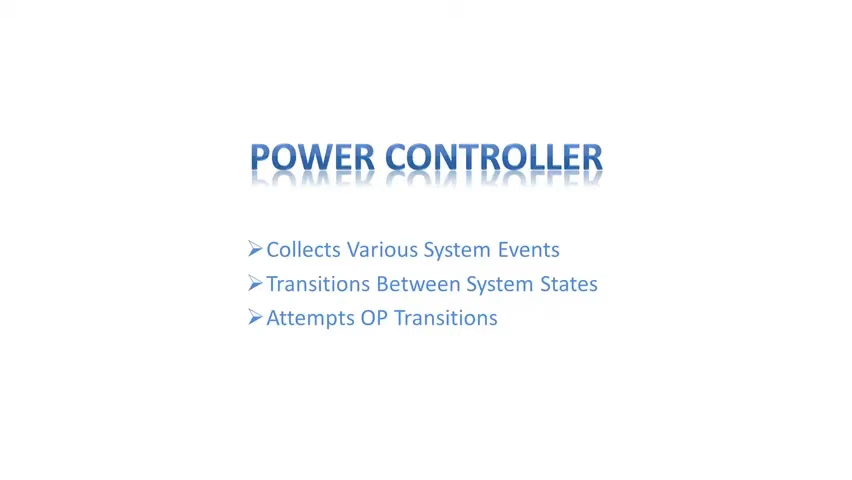 POWER CONTROLLER
➢Collects Various System Events
➢Transitions Between System States
➢Attempts OP Transitions